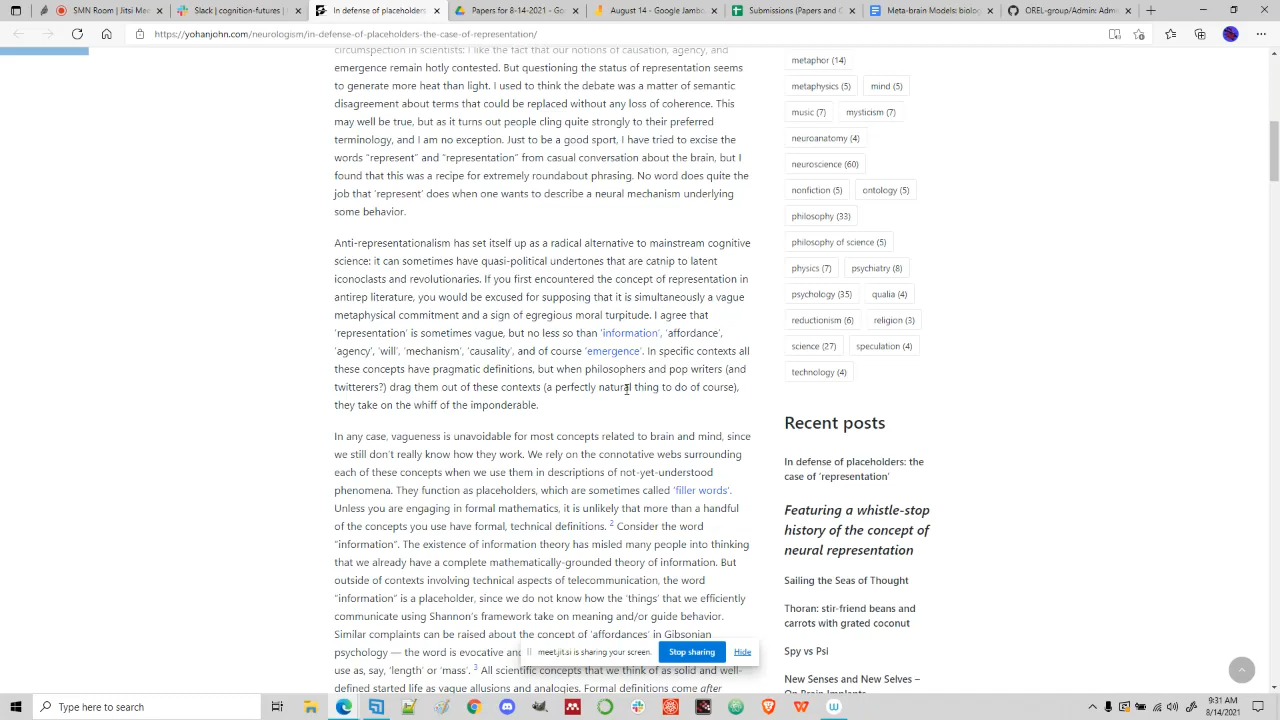 SJM Room | Jitsi Mee
Slack | cognition-futures |
In defense of placeholders:
Papers for 8-14-2021 - Go
August 14 - Google Jambo
Submissions Papers and
Meta-brain Models biolog
OREL-group/Admin Adm
https://yohanjohn.com/neurologism/in-defense-of-placeholders-the-case-of-representation/
circumspection in scientists: I like the fact that our notions of causation, agency, and
emergence remain hotly contested. But questioning the status of representation seems
to generate more heat than light. I used to think the debate was a matter of semantic
disagreement about terms that could be replaced without any loss of coherence. This
may well be true, but as it turns out people cling quite strongly to their preferred
terminology, and I am no exception. Just to be a good sport, I have tried to excise the
words “represent” and “representation” from casual conversation about the brain, but I
found that this was a recipe for extremely roundabout phrasing. No word does quite the
job that ‘represent’ does when one wants to describe a neural mechanism underlying
some behavior.
Anti-representationalism has set itself up as a radical alternative to mainstream cognitive
science: it can sometimes have quasi-political undertones that are catnip to latent
iconoclasts and revolutionaries. If you first encountered the concept of representation in
antirep literature, you would be excused for supposing that it is simultaneously a vague
metaphysical commitment and a sign of egregious moral turpitude. I agree that
‘representation’ is sometimes vague, but no less so than ‘information’, ‘affordance’,
‘agency’, ‘will’, ‘mechanism’, ‘causality’, and of course ‘emergence’. In specific contexts all
these concepts have pragmatic definitions, but when philosophers and pop writers (and
twitterers?) drag them out of these contexts (a perfectly natural thing to do of course),
they take on the whiff of the imponderable.
In any case, vagueness is unavoidable for most concepts related to brain and mind, since
we still don’t really know how they work. We rely on the connotative webs surrounding
each of these concepts when we use them in descriptions of not-yet-understood
phenomena. They function as placeholders, which are sometimes called ‘filler words’.
Unless you are engaging in formal mathematics, it is unlikely that more than a handful
of the concepts you use have formal, technical definitions. 2 Consider the word
“information”. The existence of information theory has misled many people into thinking
that we already have a complete mathematically-grounded theory of information. But
outside of contexts involving technical aspects of telecommunication, the word
“information” is a placeholder, since we do not know how the ‘things’ that we efficiently
communicate using Shannon’s framework take on meaning and/or guide behavior.
Similar complaints can be raised about the concept of ‘affordances’ in Gibsonian
psychology — the word is evocative and
use as, say, ‘length’ or ‘mass’. 3 All scientific concepts that we think of as solid and well-
defined started life as vague allusions and analogies. Formal definitions come after
metaphor (14)
metaphysics (5) mind (5)
music (7) mysticism (7)
neuroanatomy (4)
neuroscience (60)
nonfiction (5) ontology (5)
philosophy (33)
philosophy of science (5)
physics (7) psychiatry (8)
psychology (35) qualia (4)
reductionism (6) religion (3)
science (27) speculation (4)
technology (4)
Recent posts
In defense of placeholders: the
case of ‘representation’
Featuring a whistle-stop
history of the concept of
neural representation
Sailing the Seas of Thought
Thoran: stir-friend beans and
carrots with grated coconut
Spy vs Psi
New Senses and New Selves –
On Brain Implants
meet.jit.si is sharing your screen. Stop sharing Hide
Type here to search
9:31 AM
8/14/2021